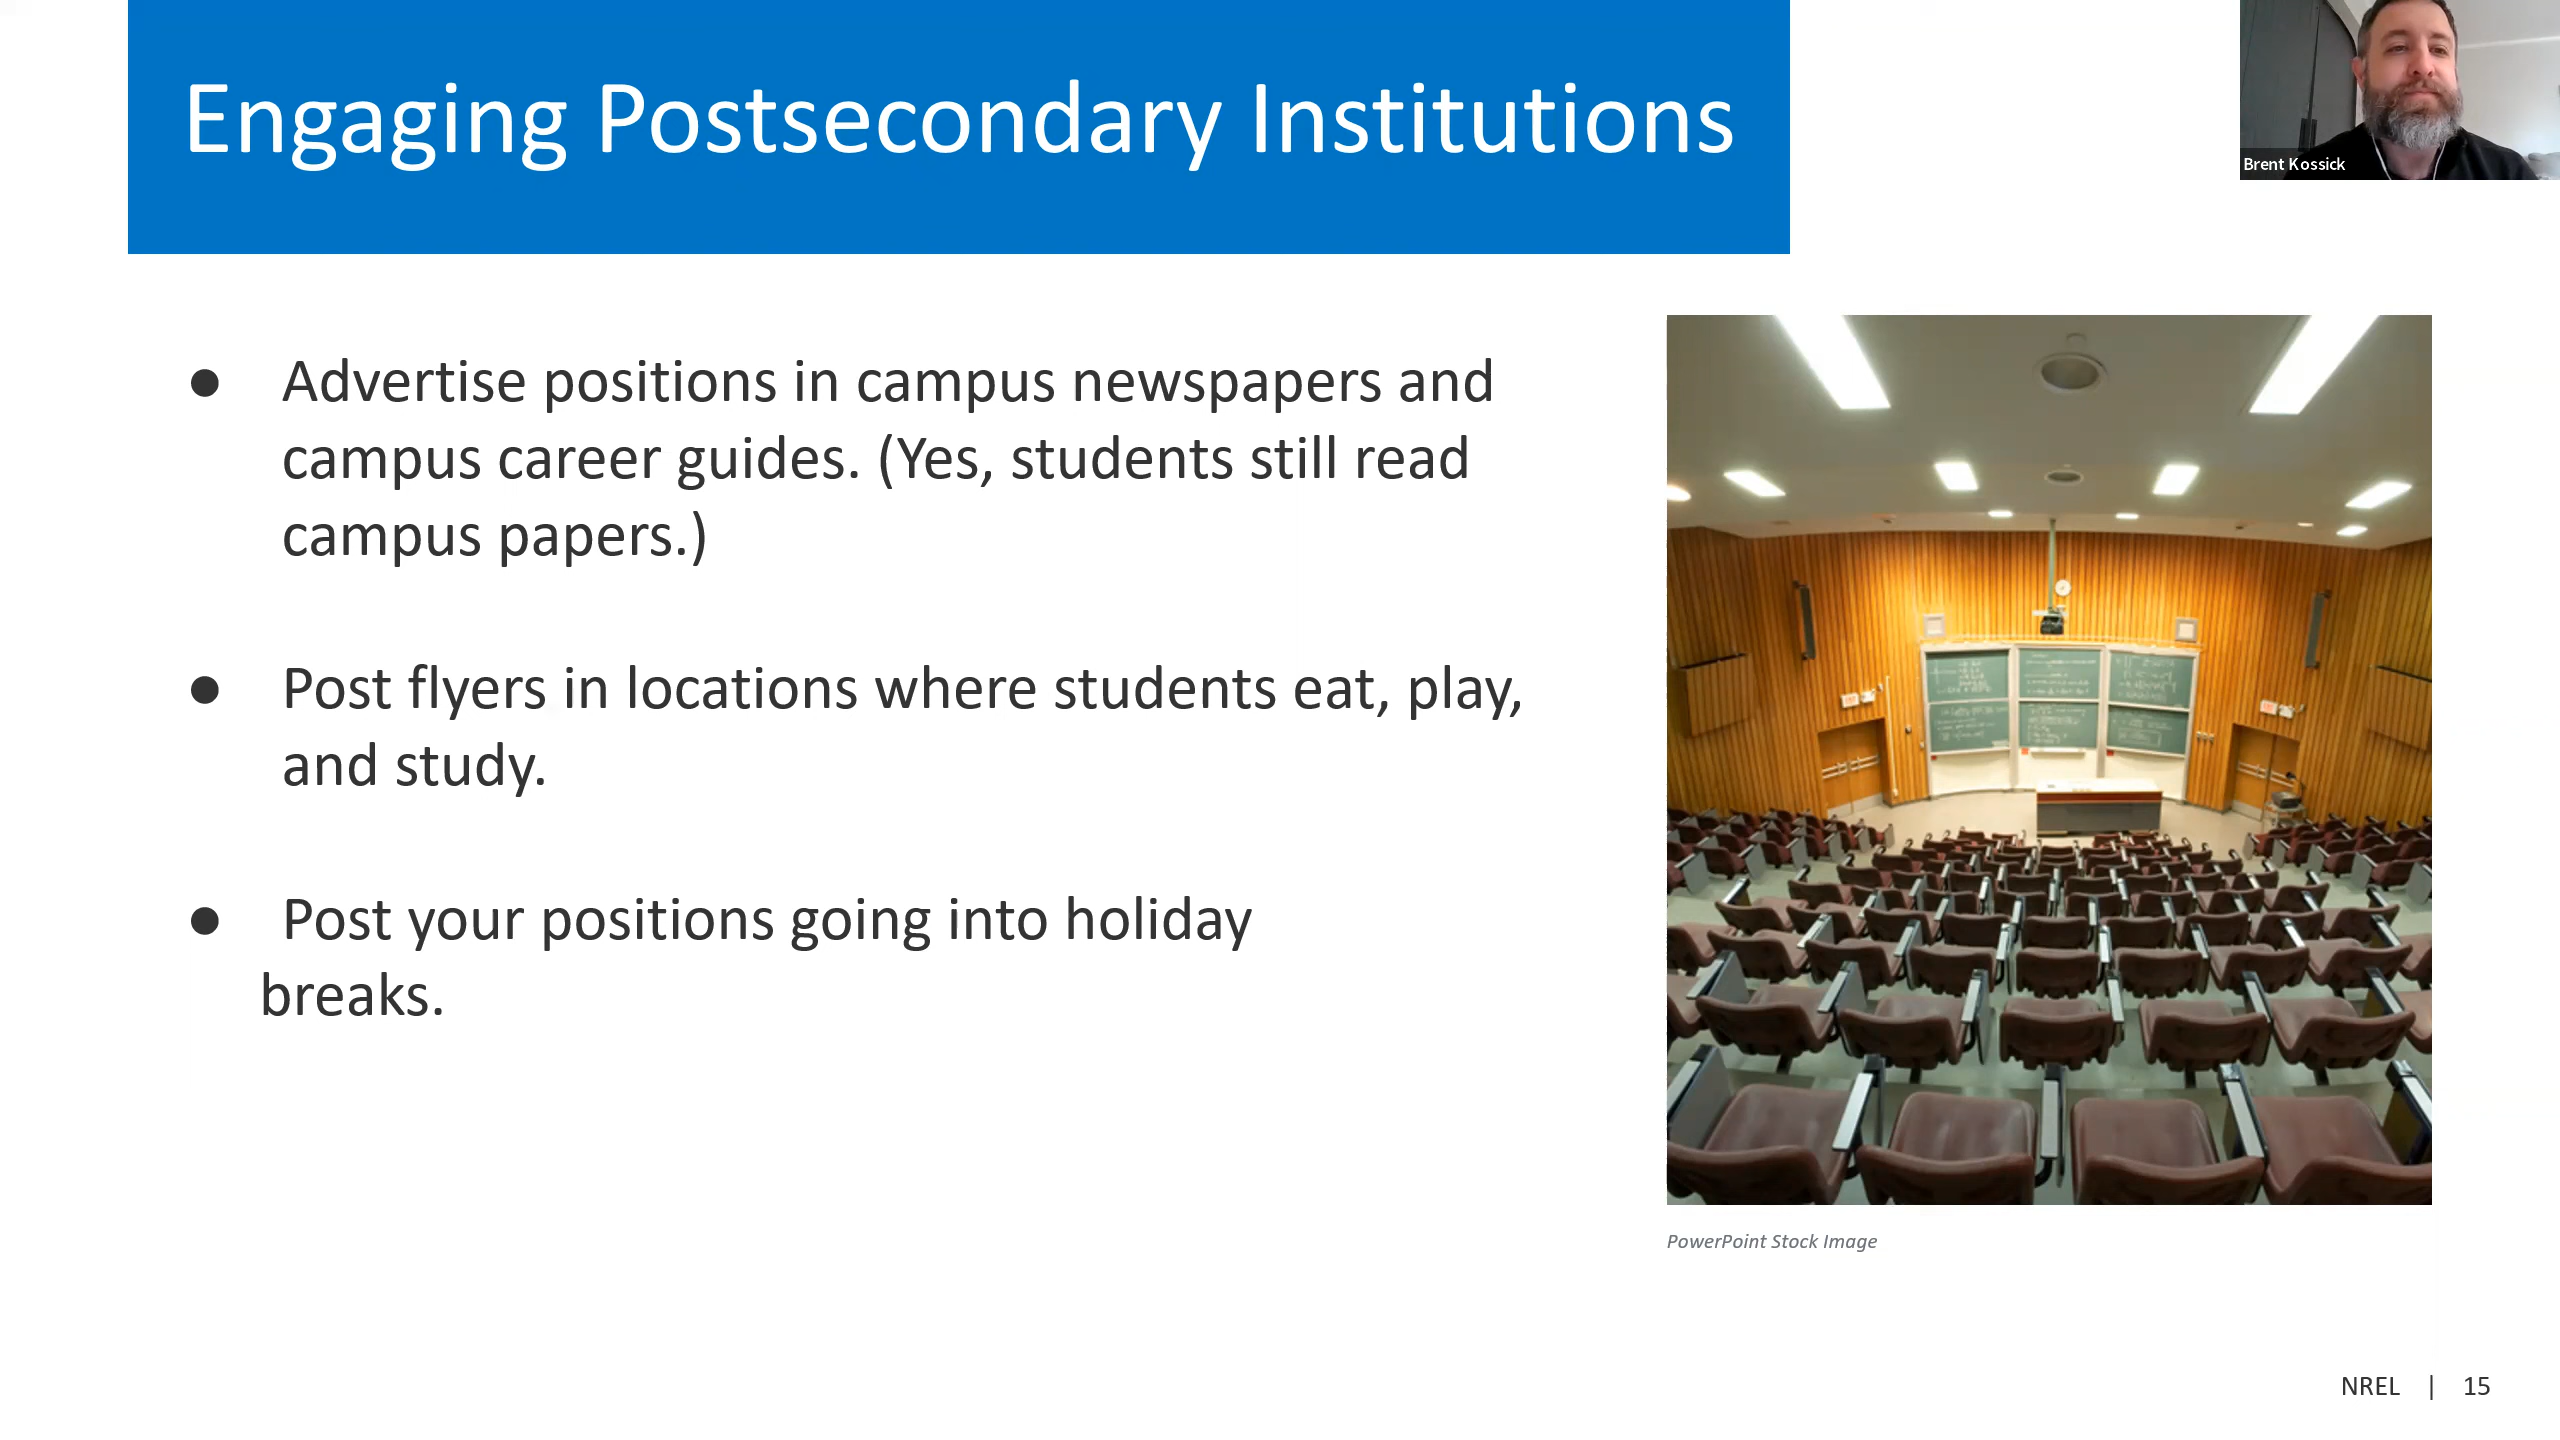 Engaging Postsecondary Institutions
Brent Kossick
● Advertise positions in campus newspapers and
campus career guides. (Yes, students still read
campus papers.)
● Post flyers in locations where students eat, play,
and study.
● Post your positions going into holiday
breaks.
PowerPoint Stock Image
NREL | 15